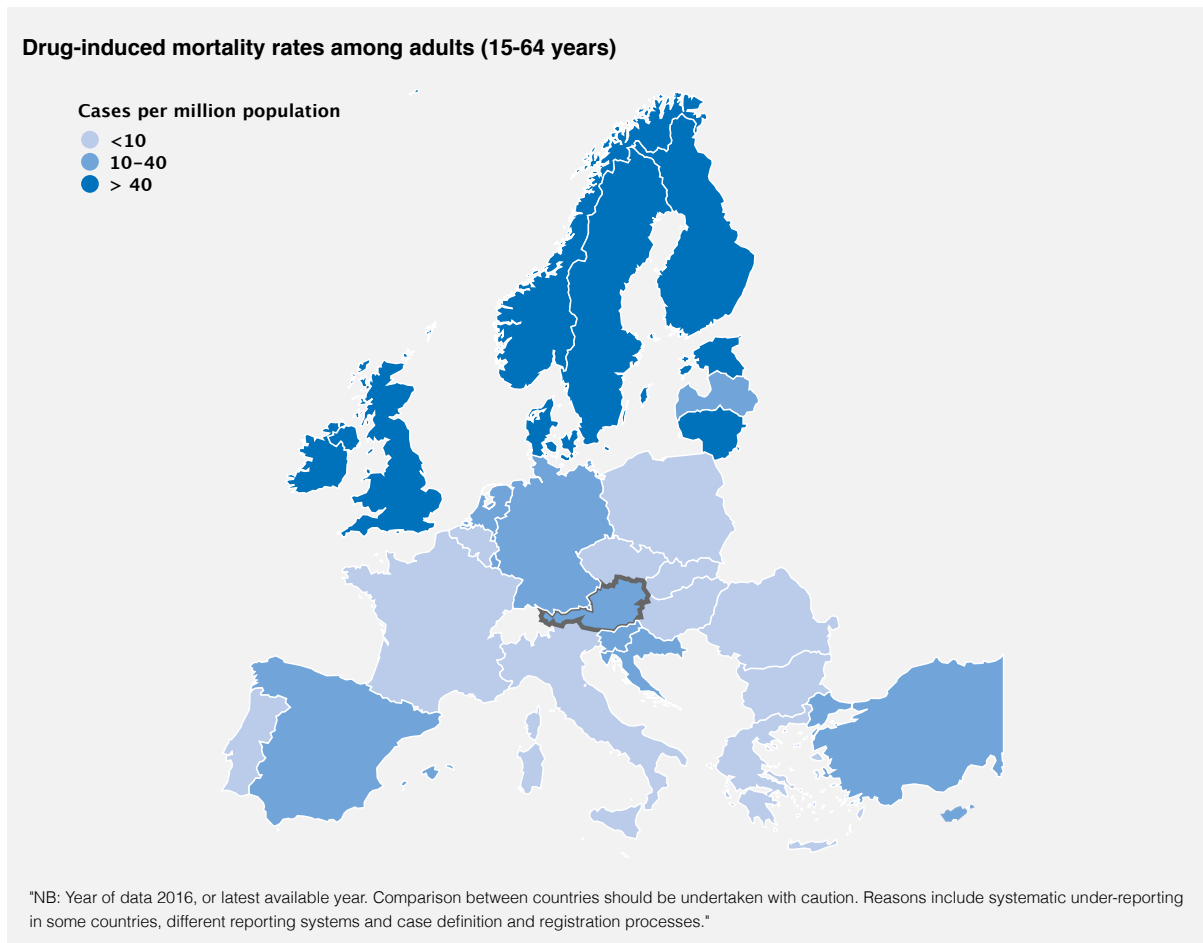 Drug-induced mortality rates among adults (15-64 years)
Cases per million population
<10
10–40
> 40
"NB: Year of data 2016, or latest available year. Comparison between countries should be undertaken with caution. Reasons include systematic under-reporting
in some countries, different reporting systems and case definition and registration processes."